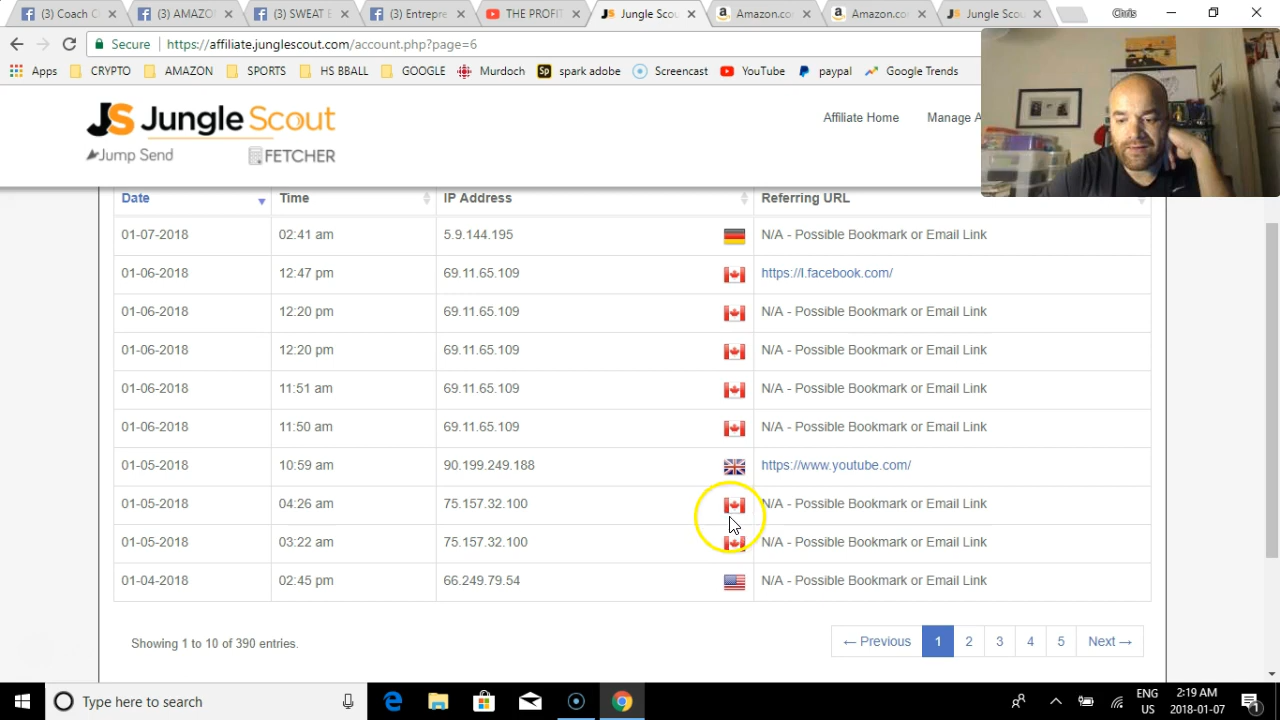 (3) Coach C
(3) AMAZO
(3) SWEAT E
(3) Entrepre
THE PROFIT
Jungle Scou
Amazon.com
Amazon.com
Jungle Scou
Chris
Secure
https://affiliate.junglescout.com/account.php?page=6
Apps
CRYPTO
AMAZON
SPORTS
HS BBALL
GOOGLE
Murdoch
Sp spark adobe
Screencast
YouTube
paypal
Google Trends
JS Jungle Scout
Jump Send
FETCHER
Affiliate Home
Manage A
Date Time IP Address Referring URL
01-07-2018 02:41 am 5.9.144.195 N/A - Possible Bookmark or Email Link
01-06-2018 12:47 pm 69.11.65.109 https://l.facebook.com/
01-06-2018 12:20 pm 69.11.65.109 N/A - Possible Bookmark or Email Link
01-06-2018 12:20 pm 69.11.65.109 N/A - Possible Bookmark or Email Link
01-06-2018 11:51 am 69.11.65.109 N/A - Possible Bookmark or Email Link
01-06-2018 11:50 am 69.11.65.109 N/A - Possible Bookmark or Email Link
01-05-2018 10:59 am 90.199.249.188 https://www.youtube.com/
01-05-2018 04:26 am 75.157.32.100 N/A - Possible Bookmark or Email Link
01-05-2018 03:22 am 75.157.32.100 N/A - Possible Bookmark or Email Link
01-04-2018 02:45 pm 66.249.79.54 N/A - Possible Bookmark or Email Link
Showing 1 to 10 of 390 entries.
← Previous 1 2 3 4 5 Next →
Type here to search
ENG
US
2:19 AM
2018-01-07
1